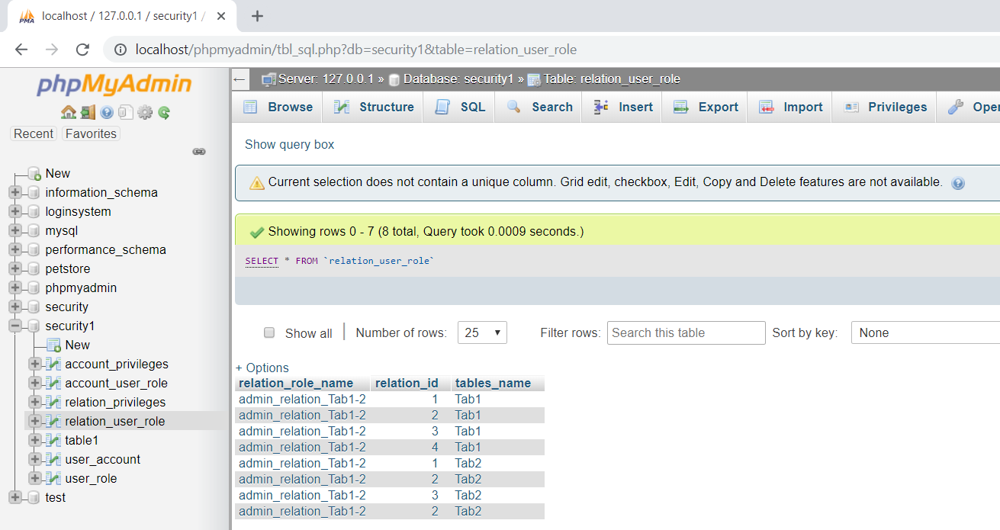 localhost / 127.0.0.1 / security1 /
localhost/phpmyadmin/tbl_sql.php?db=security1&table=relation_user_role
phpMyAdmin
Recent Favorites
New
information_schema
loginsystem
mysql
performance_schema
petstore
phpmyadmin
security
security1
New
account_privileges
account_user_role
relation_privileges
relation_user_role
table1
user_account
user_role
test
Server: 127.0.0.1 » Database: security1 » Table: relation_user_role
Browse Structure SQL Search Insert Export Import Privileges Oper
Show query box
Current selection does not contain a unique column. Grid edit, checkbox, Edit, Copy and Delete features are not available.
Showing rows 0 - 7 (8 total, Query took 0.0009 seconds.)
SELECT * FROM `relation_user_role`
Show all | Number of rows: 25 Filter rows: Search this table Sort by key: None
+ Options
relation_role_name relation_id tables_name
admin_relation_Tab1-2 1 Tab1
admin_relation_Tab1-2 2 Tab1
admin_relation_Tab1-2 3 Tab1
admin_relation_Tab1-2 4 Tab1
admin_relation_Tab1-2 1 Tab2
admin_relation_Tab1-2 2 Tab2
admin_relation_Tab1-2 3 Tab2
admin_relation_Tab1-2 2 Tab2